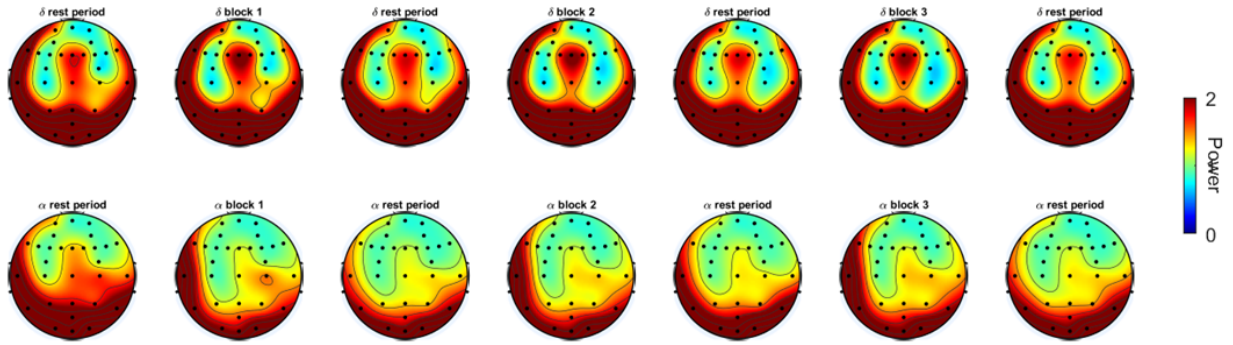 δ rest period
δ block 1
δ rest period
δ block 2
δ rest period
δ block 3
δ rest period
2
Power
0
α rest period
α block 1
α rest period
α block 2
α rest period
α block 3
α rest period